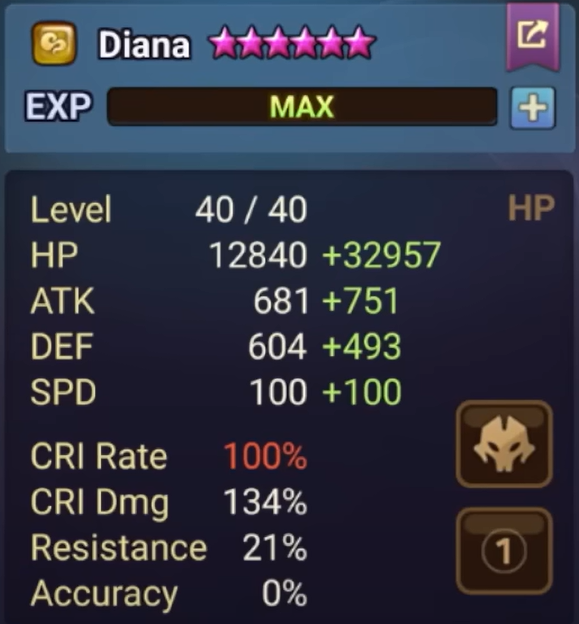 Diana
EXP MAX
Level 40 / 40 HP
HP 12840 +32957
ATK 681 +751
DEF 604 +493
SPD 100 +100
CRI Rate 100%
CRI Dmg 134%
Resistance 21%
1
Accuracy 0%